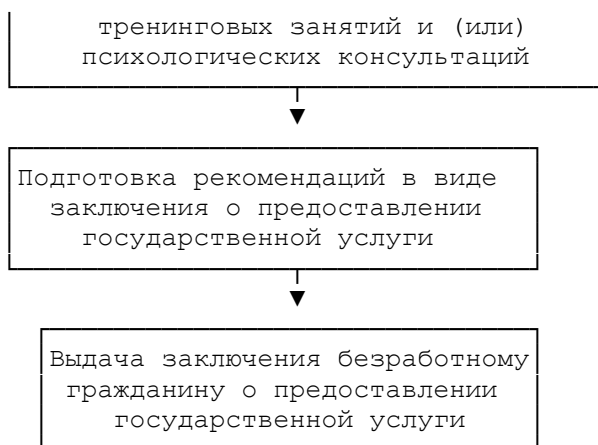 тренинговых занятий и (или)
психологических консультаций
Подготовка рекомендаций в виде
заключения о предоставлении
государственной услуги
Выдача заключения безработному
гражданину о предоставлении
государственной услуги